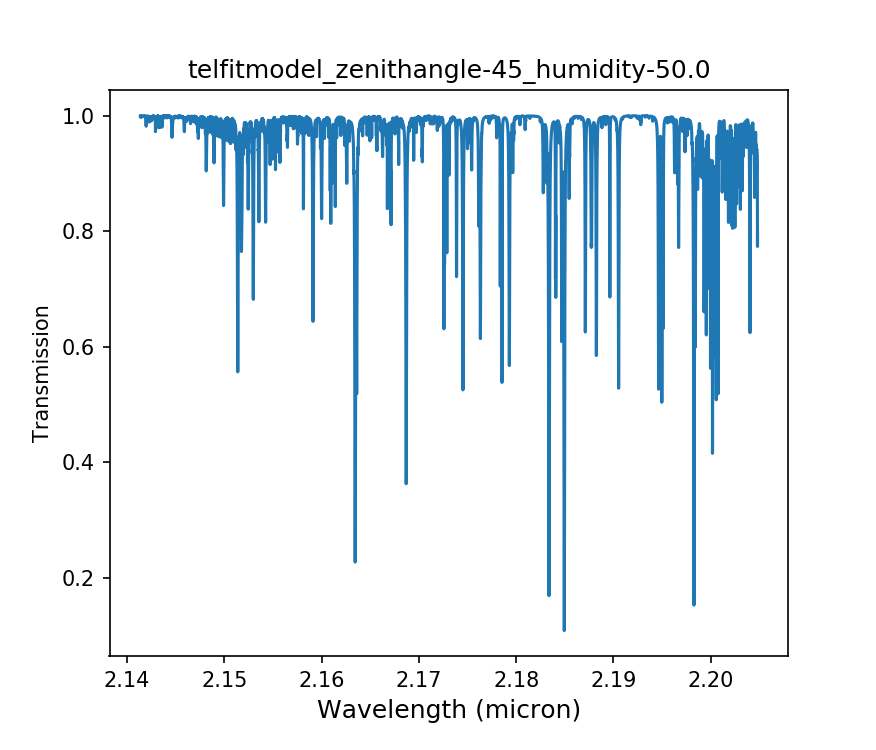 telfitmodel_zenithangle-45_humidity-50.0
1.0
0.8
0.6
0.4
0.2
Transmission
2.14 2.15 2.16 2.17 2.18 2.19 2.20
Wavelength (micron)